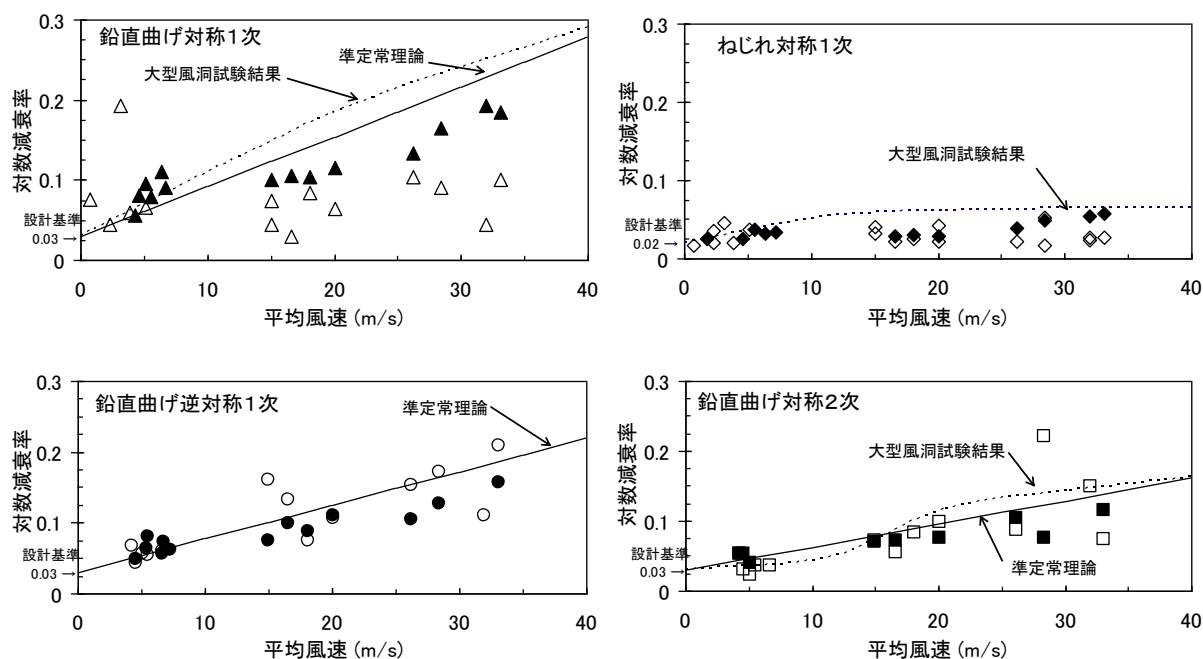 0.3
0.2
0.1
0
対数減衰率
設計基準
0.03 →
鉛直曲げ対称1次
準定常理論
大型風洞試験結果
0 10 20 30 40
平均風速 (m/s)
0.3
0.2
0.1
0
対数減衰率
設計基準
0.02 →
ねじれ対称1次
大型風洞試験結果
0 10 20 30 40
平均風速 (m/s)
0.3
0.2
0.1
0
対数減衰率
設計基準
0.03 →
鉛直曲げ逆対称1次
準定常理論
0 10 20 30 40
平均風速 (m/s)
0.3
0.2
0.1
0
対数減衰率
設計基準
0.03 →
鉛直曲げ対称2次
大型風洞試験結果
準定常理論
0 10 20 30 40
平均風速 (m/s)